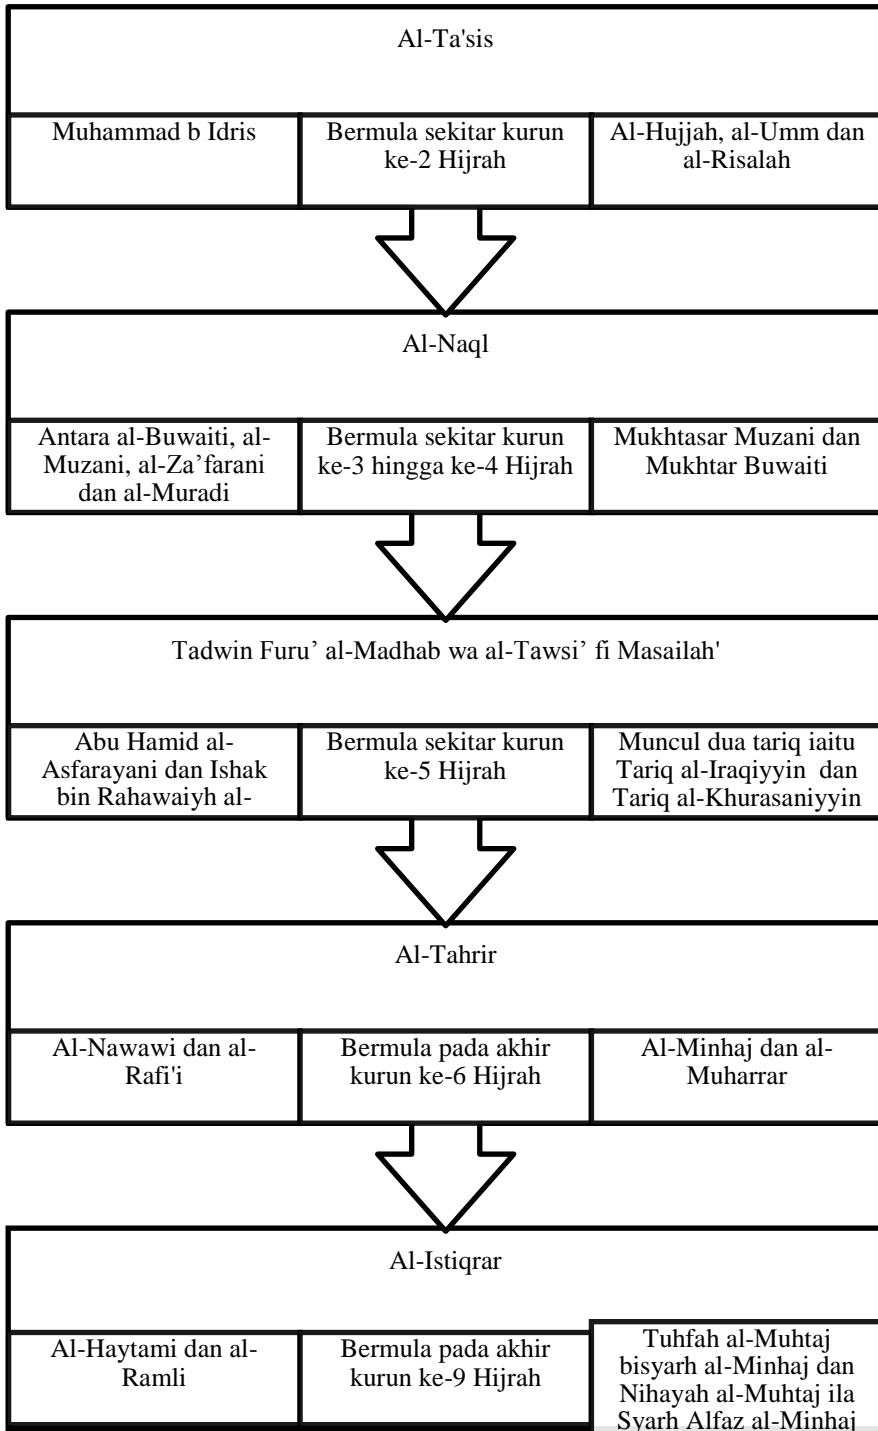 Al-Ta'sis
Muhammad b Idris
Bermula sekitar kurun
ke-2 Hijrah
Al-Hujjah, al-Umm dan
al-Risalah
Al-Naql
Antara al-Buwaiti, al-
Muzani, al-Za’farani
dan al-Muradi
Bermula sekitar kurun
ke-3 hingga ke-4 Hijrah
Mukhtasar Muzani dan
Mukhtar Buwaiti
Tadwin Furu’ al-Madhab wa al-Tawsi’ fi Masailah'
Abu Hamid al-
Asfarayani dan Ishak
bin Rahawaiyh al-
Bermula sekitar kurun
ke-5 Hijrah
Muncul dua tariq iaitu
Tariq al-Iraqiyyin dan
Tariq al-Khurasaniyyin
Al-Tahrir
Al-Nawawi dan al-
Rafi'i
Bermula pada akhir
kurun ke-6 Hijrah
Al-Minhaj dan al-
Muharrar
Al-Istiqrar
Al-Haytami dan al-
Ramli
Bermula pada akhir
kurun ke-9 Hijrah
Tuhfah al-Muhtaj
bisyarh al-Minhaj dan
Nihayah al-Muhtaj ila
Syarh Alfaz al-Minhaj